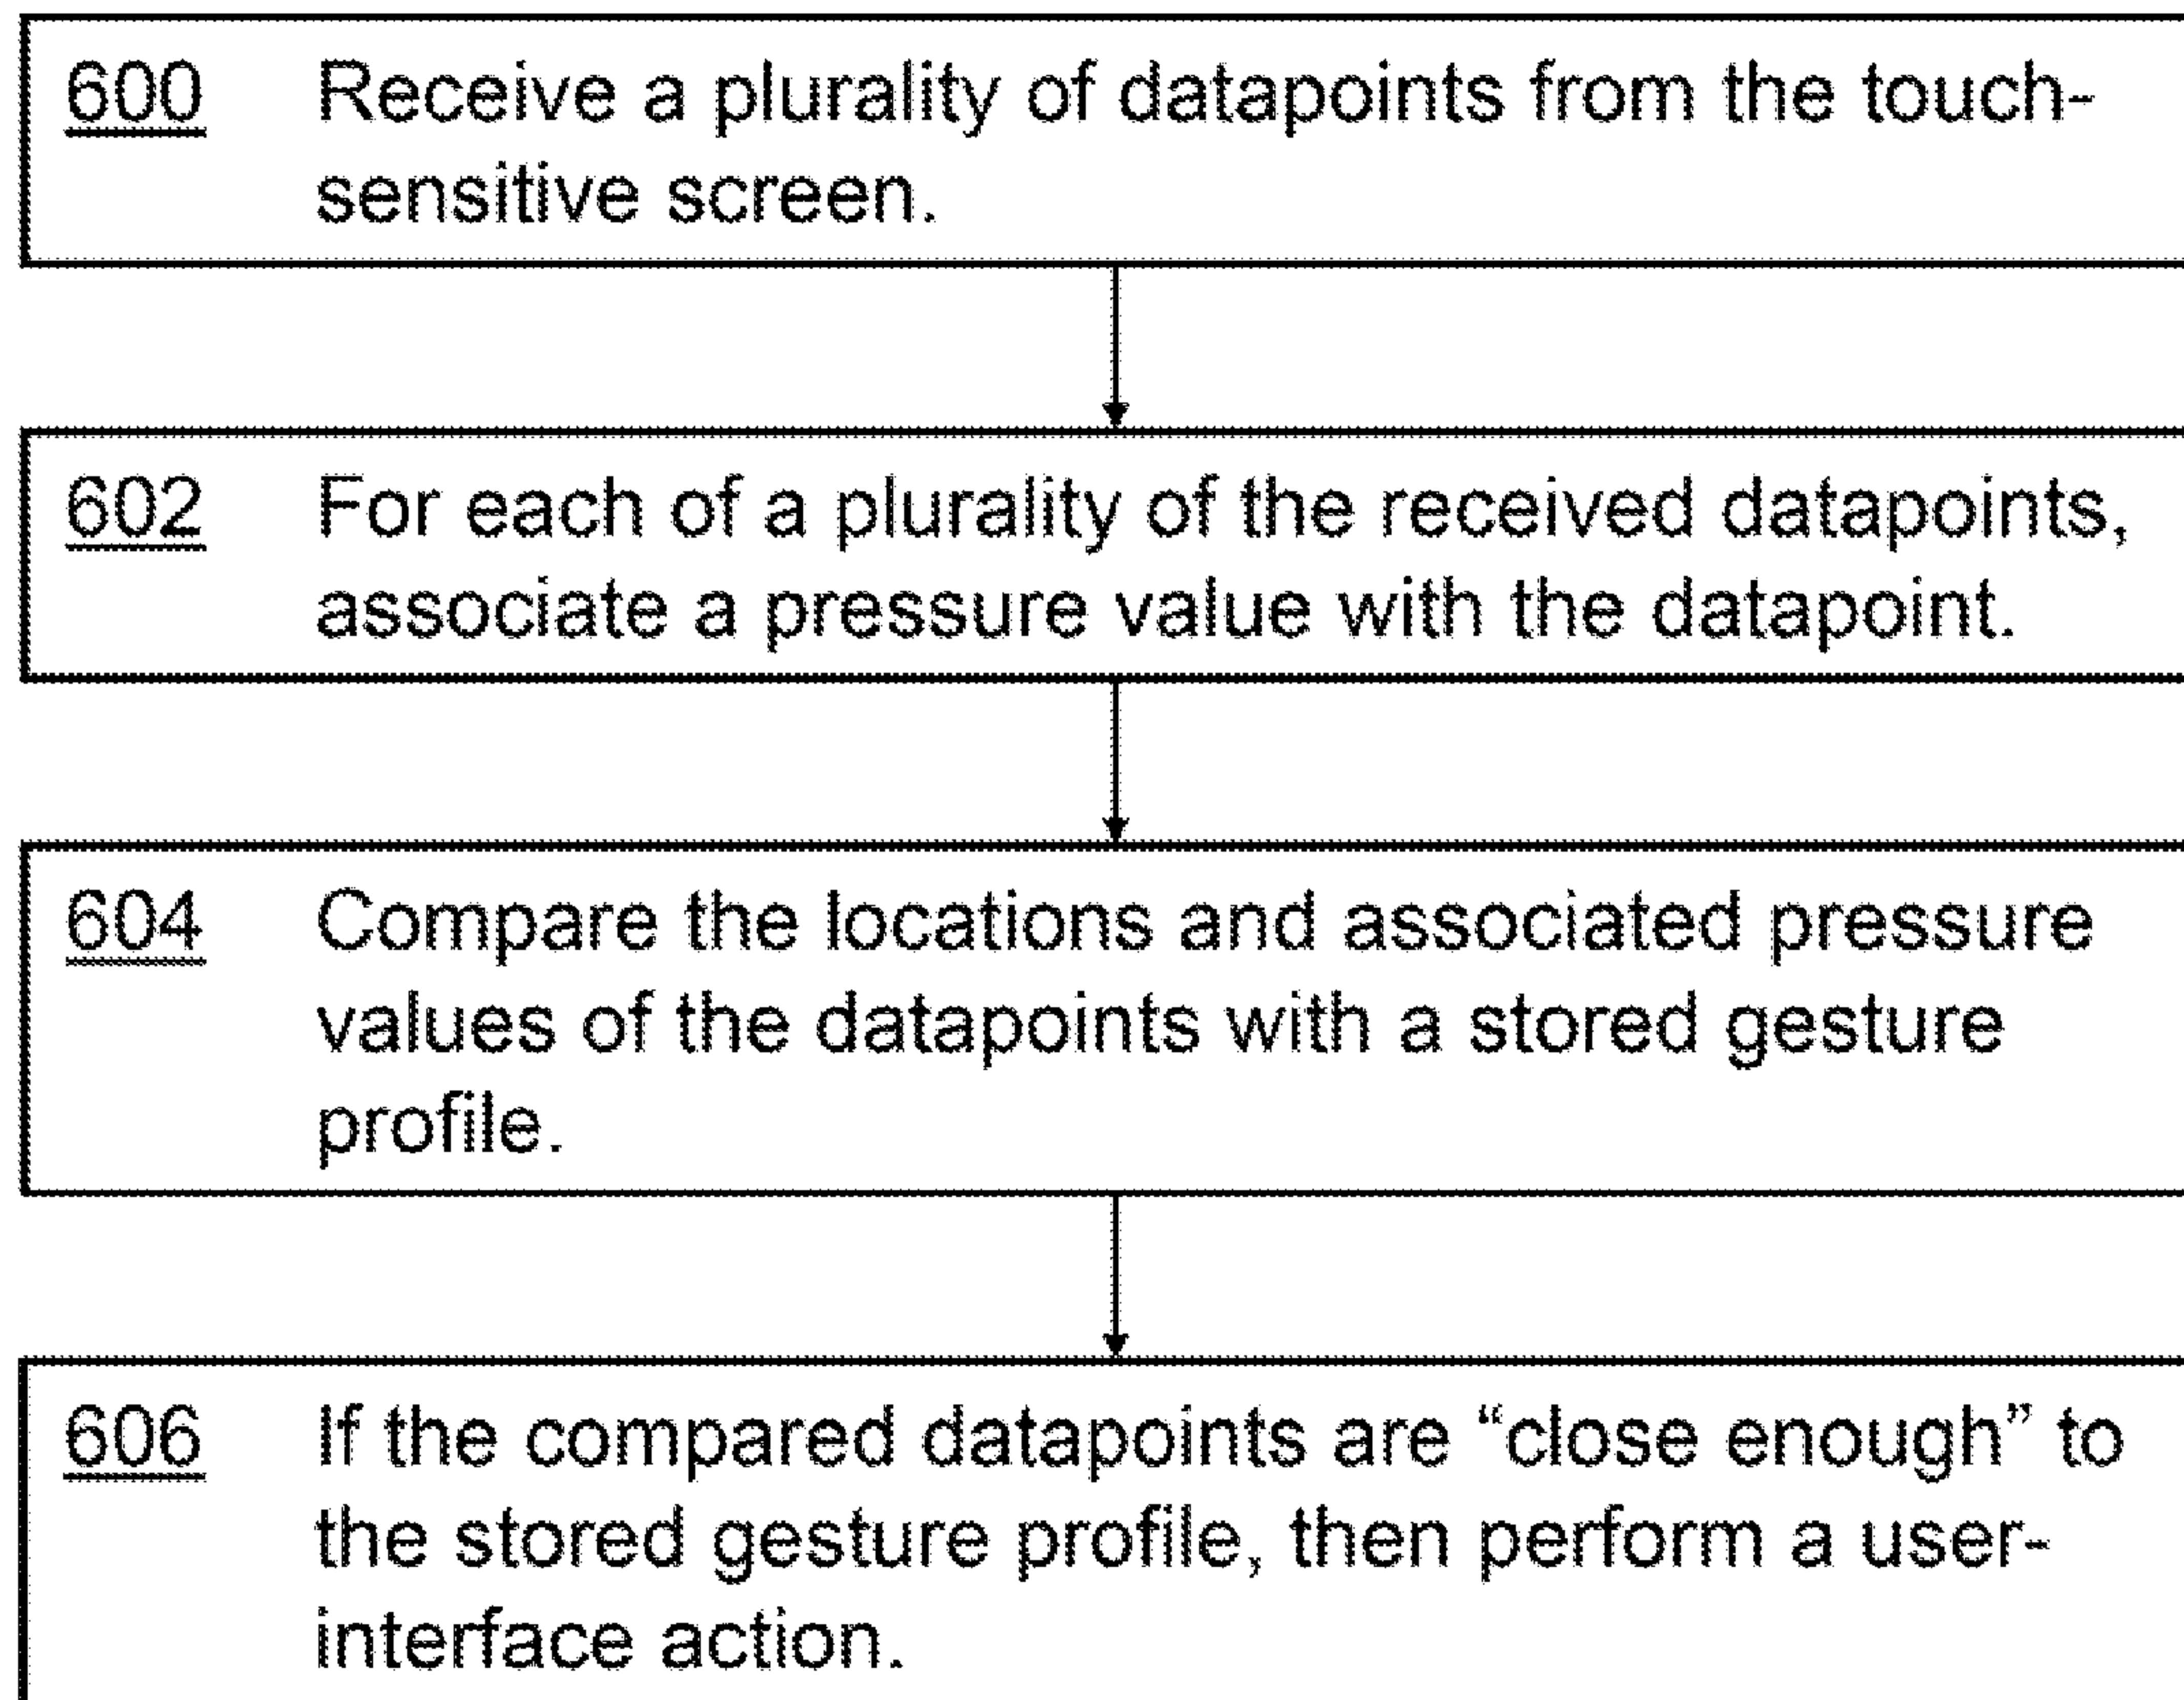 600 Receive a plurality of datapoints from the touch-
sensitive screen.
602 For each of a plurality of the received datapoints,
associate a pressure value with the datapoint.
604 Compare the locations and associated pressure
values of the datapoints with a stored gesture
profile.
606 If the compared datapoints are “close enough” to
the stored gesture profile, then perform a user-
interface action.